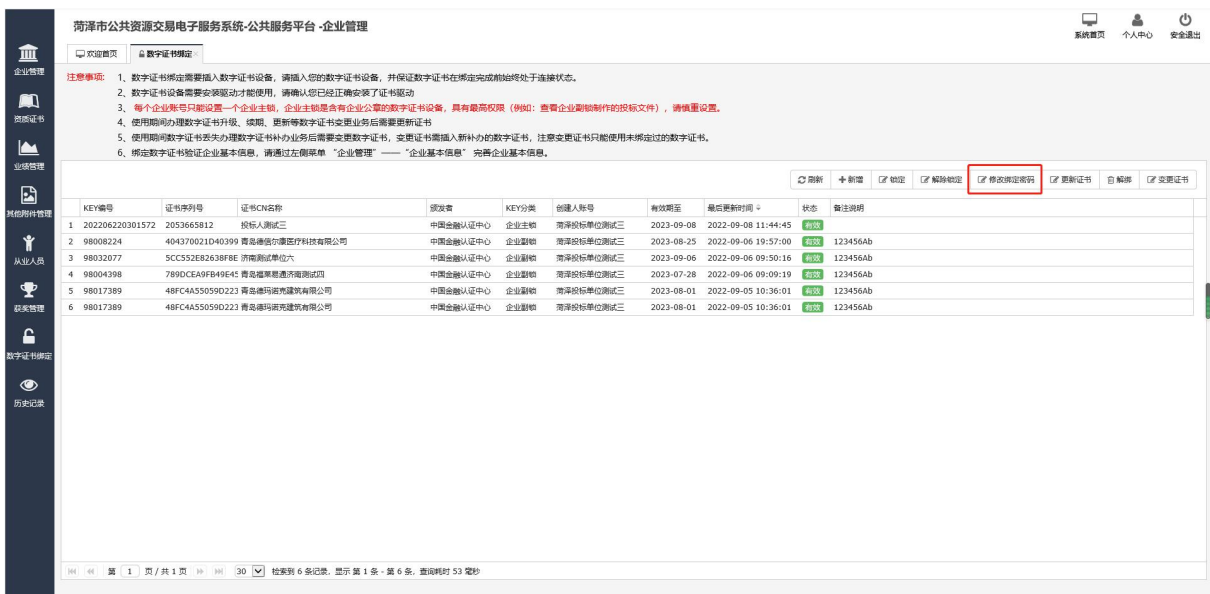 菏泽市公共资源交易电子服务系统-公共服务平台 -企业管理
系统首页 个人中心 安全退出
欢迎首页 数字证书绑定
企业管理
资质证书
业绩管理
其他附件管理
从业人员
获奖管理
数字证书绑定
历史记录
注意事项: 1、数字证书绑定需要插入数字证书设备，请插入您的数字证书设备，并保证数字证书在绑定完成前始终处于连接状态。
2、数字证书设备需要安装驱动才能使用，请确认您已经正确安装了证书驱动
3、每个企业账号只能设置一个企业主锁，企业主锁是含有企业公章的数字证书设备，具有最高权限（例如：查看企业副锁制作的投标文件），请慎重设置。
4、使用期间办理数字证书升级、续期、更新等数字证书变更业务后需要更新证书
5、使用期间数字证书丢失办理数字证书补办业务后需要变更数字证书，变更证书需插入新补办的数字证书，注意变更证书只能使用未绑定过的数字证书。
6、绑定数字证书验证企业基本信息，请通过左侧菜单 “企业管理”——“企业基本信息” 完善企业基本信息。
刷新 新增 锁定 解除锁定 修改绑定密码 更新证书 解绑 变更证书
KEY编号 证书序列号 证书CN名称 颁发者 KEY分类 创建人账号 有效期至 最后更新时间 状态 备注说明
1 202206220301572 2053665812 投标人测试三 中国金融认证中心 企业主锁 菏泽投标单位测试三 2023-09-08 2022-09-08 11:44:45 有效
2 98008224 404370021D40399 青岛德信尔康医疗科技有限公司 中国金融认证中心 企业副锁 菏泽投标单位测试三 2023-08-25 2022-09-06 19:57:00 有效 123456Ab
3 98032077 5CC552E82638F8E 济南测试单位六 中国金融认证中心 企业副锁 菏泽投标单位测试三 2023-09-06 2022-09-06 09:50:16 有效 123456Ab
4 98004398 789DCEA9FB49E45 青岛福莱易通济南测试四 中国金融认证中心 企业副锁 菏泽投标单位测试三 2023-07-28 2022-09-06 09:09:19 有效 123456Ab
5 98017389 48FC4A55059D223 青岛德玛诺克建筑有限公司 中国金融认证中心 企业副锁 菏泽投标单位测试三 2023-08-01 2022-09-05 10:36:01 有效 123456Ab
6 98017389 48FC4A55059D223 青岛德玛诺克建筑有限公司 中国金融认证中心 企业副锁 菏泽投标单位测试三 2023-08-01 2022-09-05 10:36:01 有效 123456Ab
第 1 页 / 共 1 页 30 检索到 6 条记录，显示 第 1 条 - 第 6 条，查询耗时 53 毫秒